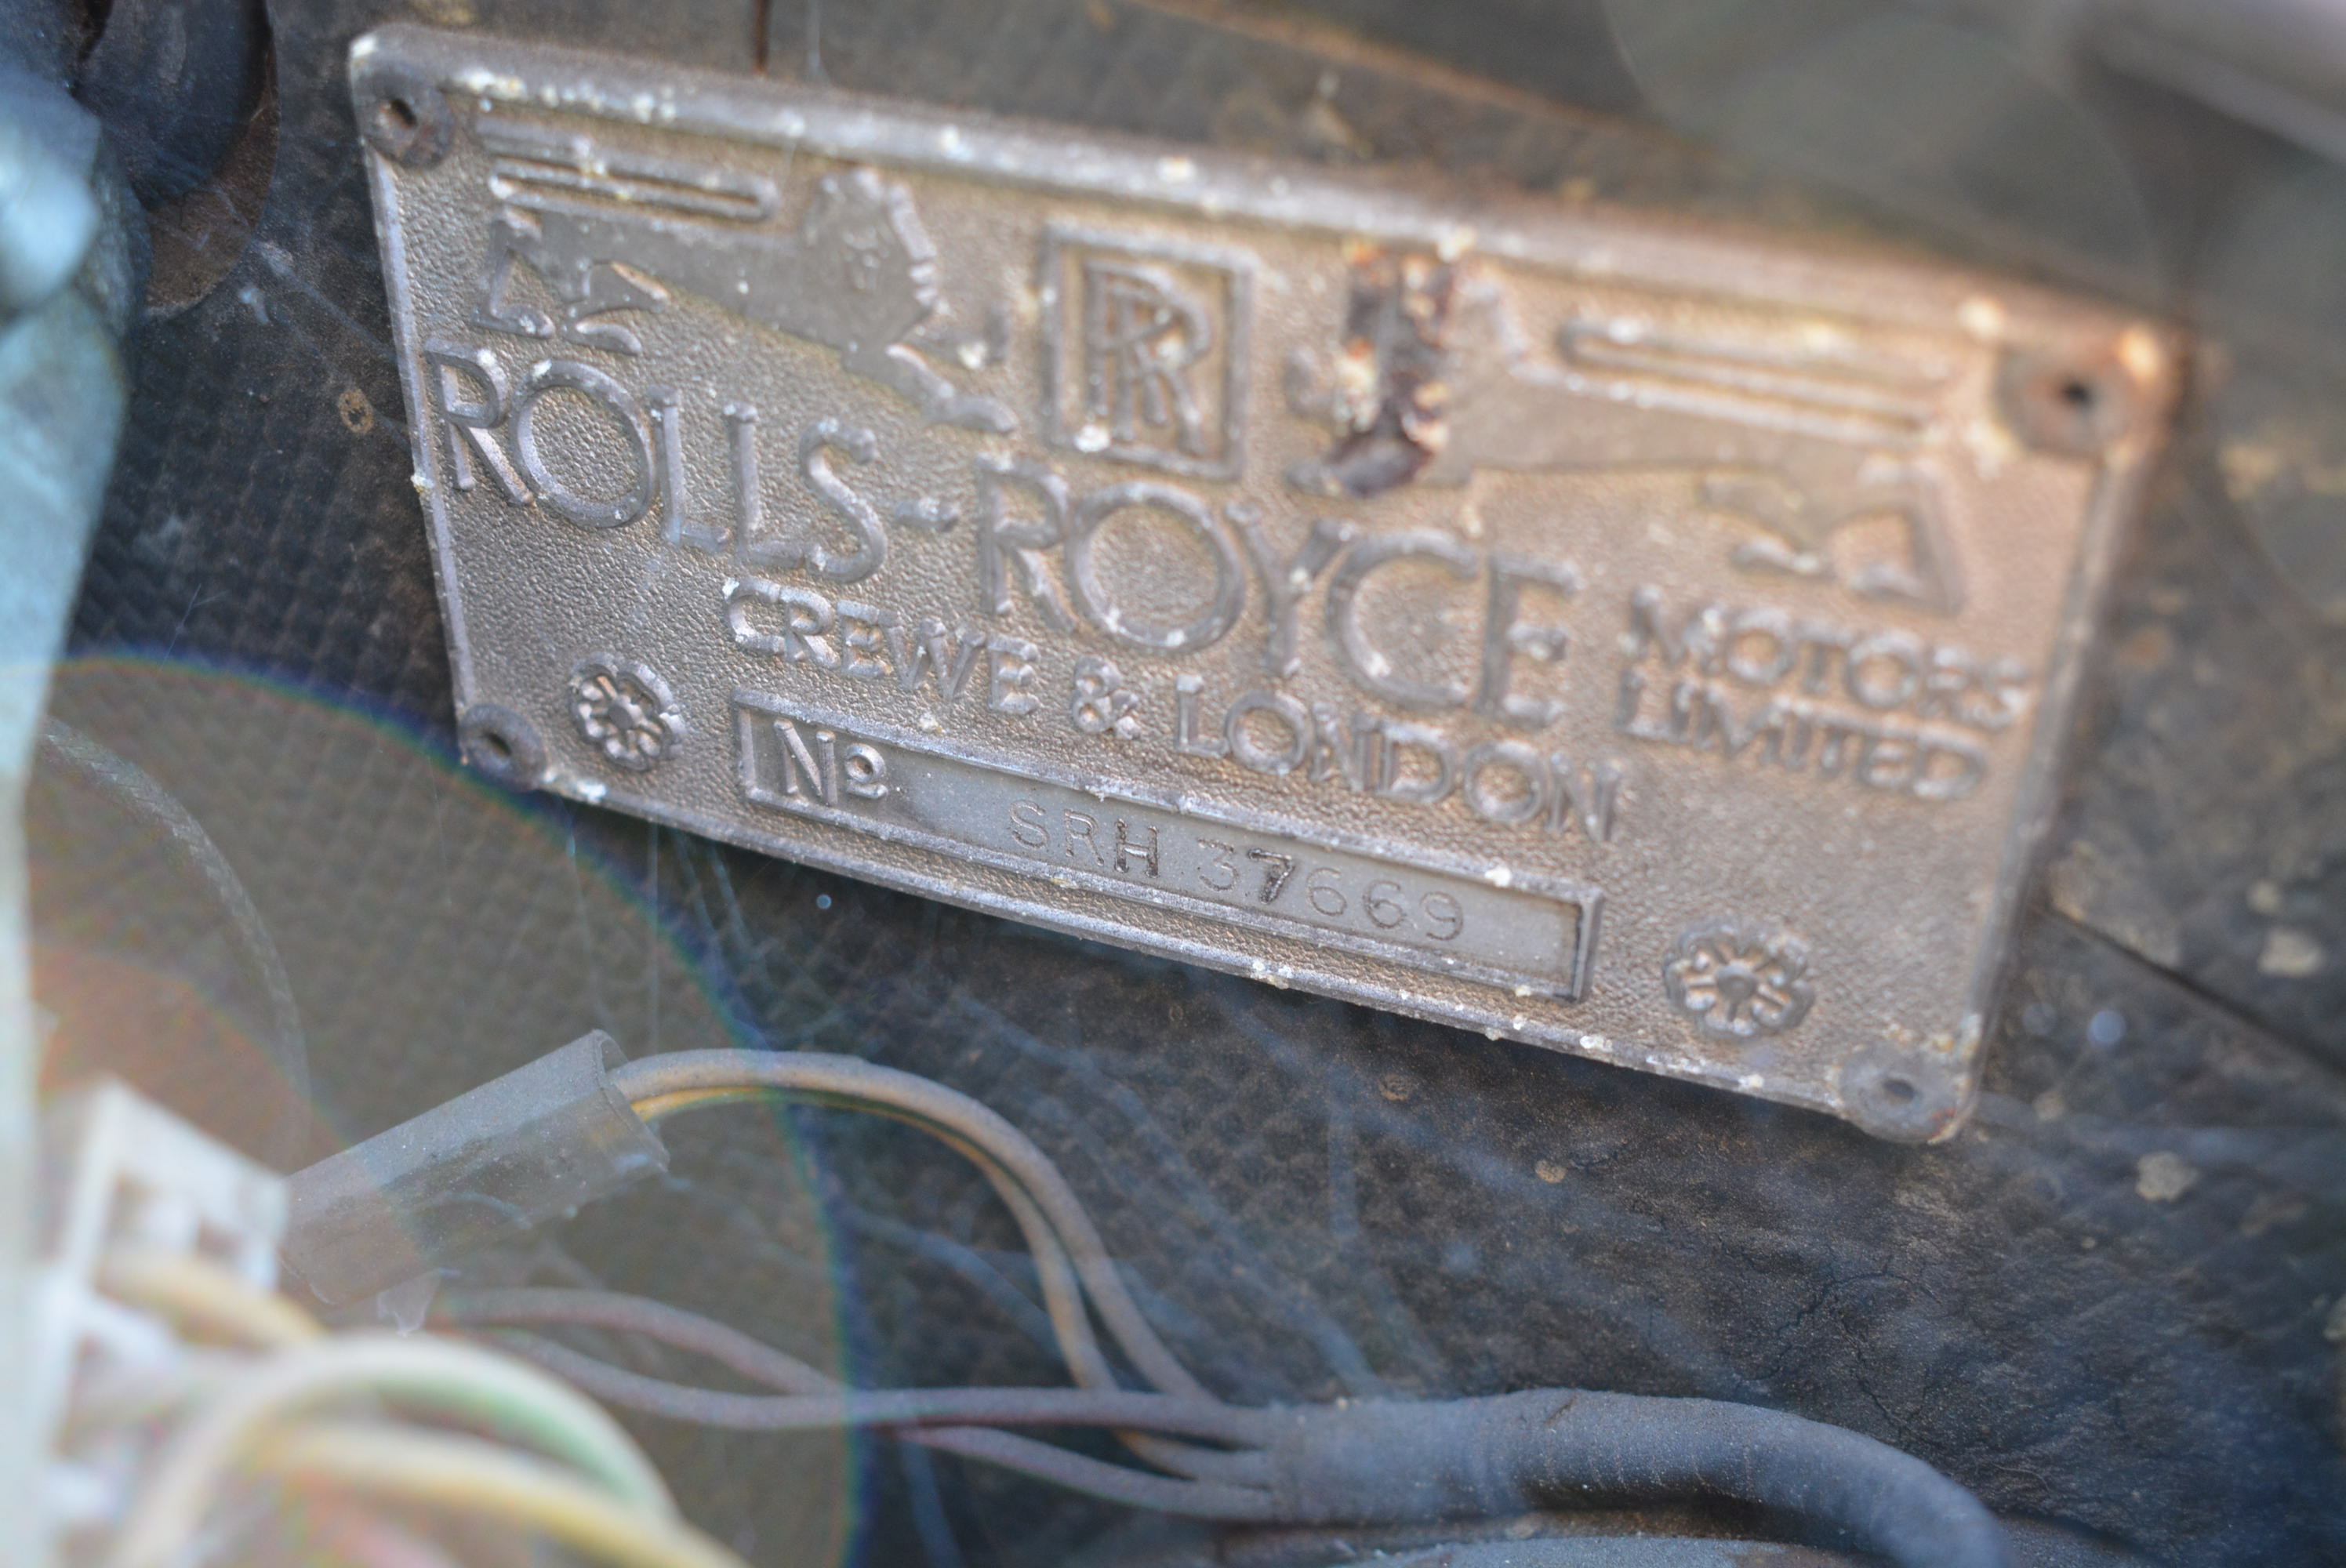 RR
ROLLS-ROYCE
MOTORS
LIMITED
CREWE & LONDON
Nº SRH 37669